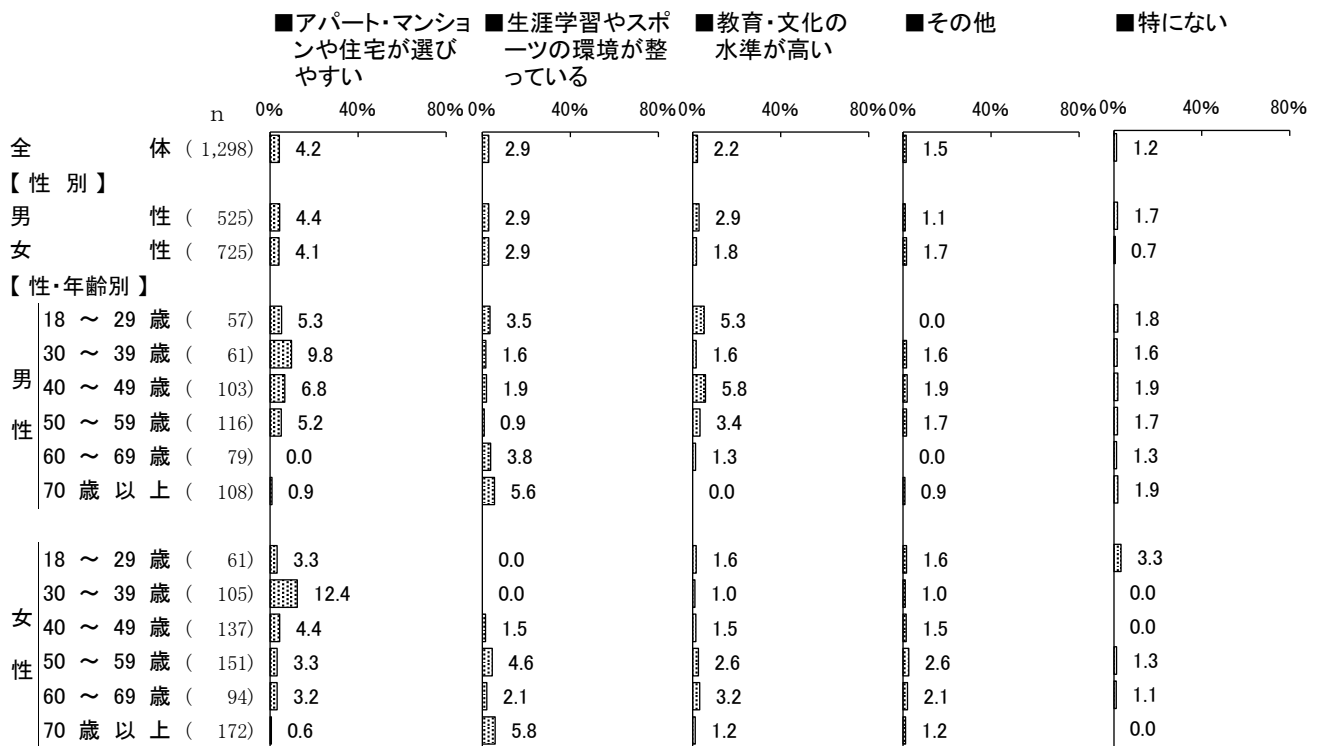 ■アパート・マンショ ■生涯学習やスポ ■教育・文化の ■その他 ■特にない
ンや住宅が選び ーツの環境が整 水準が高い
やすい っている
n 0% 40% 80% 0% 40% 80% 0% 40% 80% 0% 40% 80% 0% 40% 80%
全 体 ( 1,298) 4.2 2.9 2.2 1.5 1.2
【 性 別 】
男 性 ( 525) 4.4 2.9 2.9 1.1 1.7
女 性 ( 725) 4.1 2.9 1.8 1.7 0.7
【 性・年齢別 】
男性
18 ～ 29 歳 ( 57) 5.3 3.5 5.3 0.0 1.8
30 ～ 39 歳 ( 61) 9.8 1.6 1.6 1.6 1.6
40 ～ 49 歳 ( 103) 6.8 1.9 5.8 1.9 1.9
50 ～ 59 歳 ( 116) 5.2 0.9 3.4 1.7 1.7
60 ～ 69 歳 ( 79) 0.0 3.8 1.3 0.0 1.3
70 歳 以 上 ( 108) 0.9 5.6 0.0 0.9 1.9
女性
18 ～ 29 歳 ( 61) 3.3 0.0 1.6 1.6 3.3
30 ～ 39 歳 ( 105) 12.4 0.0 1.0 1.0 0.0
40 ～ 49 歳 ( 137) 4.4 1.5 1.5 1.5 0.0
50 ～ 59 歳 ( 151) 3.3 4.6 2.6 2.6 1.3
60 ～ 69 歳 ( 94) 3.2 2.1 3.2 2.1 1.1
70 歳 以 上 ( 172) 0.6 5.8 1.2 1.2 0.0